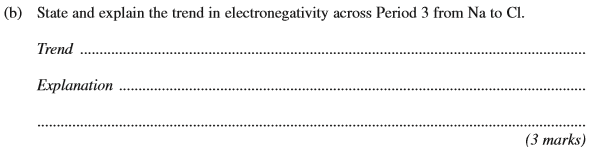 (b) State and explain the trend in electronegativity across Period 3 from Na to Cl.
Trend ....................................................................................................
Explanation ....................................................................................................
....................................................................................................
(3 marks)